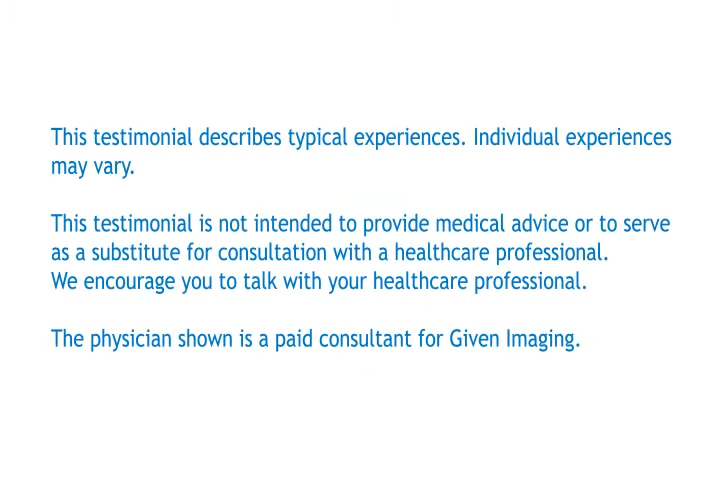 This testimonial describes typical experiences. Individual experiences
may vary.
This testimonial is not intended to provide medical advice or to serve
as a substitute for consultation with a healthcare professional.
We encourage you to talk with your healthcare professional.
The physician shown is a paid consultant for Given Imaging.